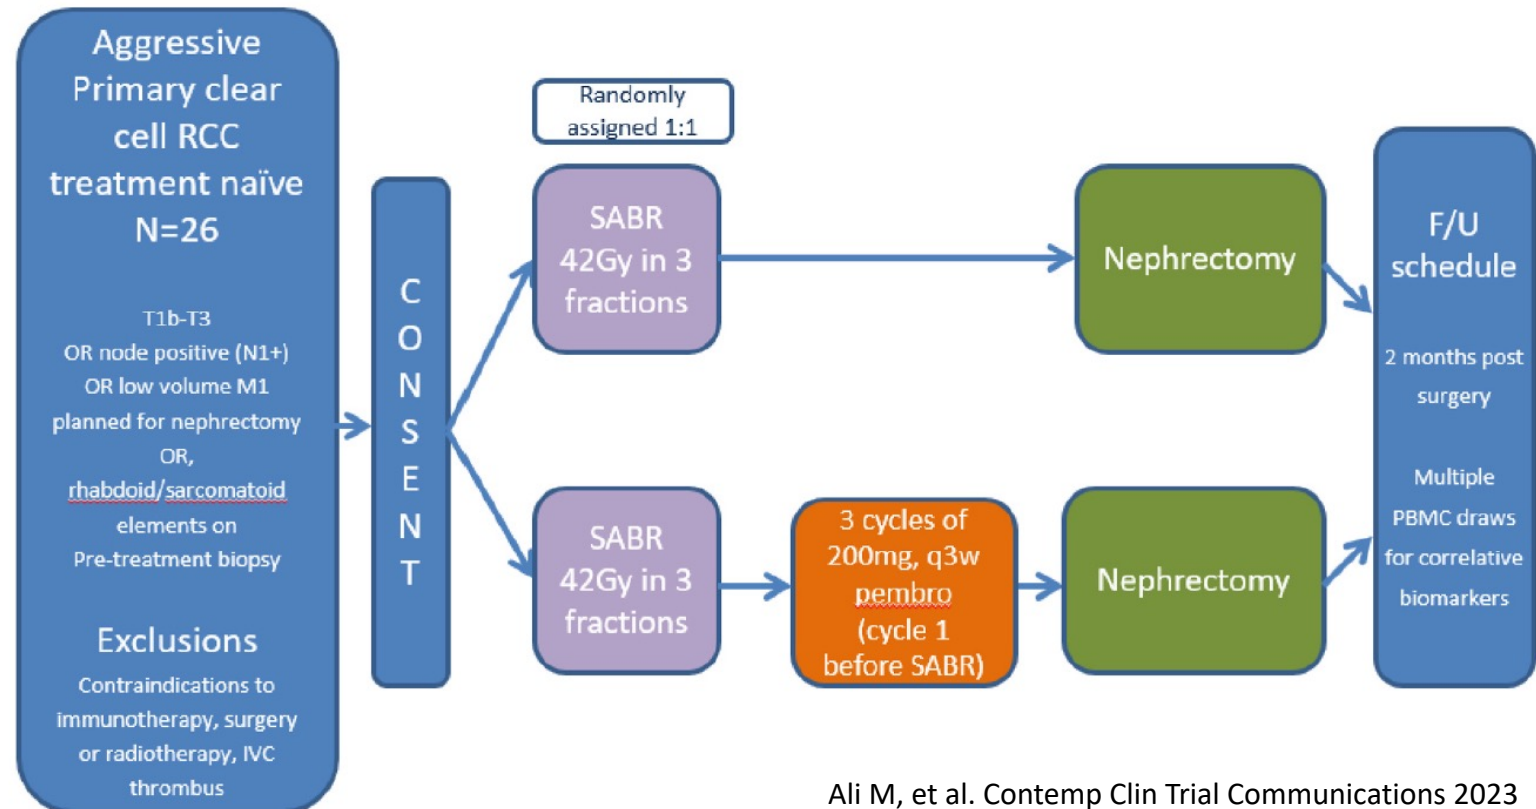 Aggressive
Primary clear
cell RCC
treatment naïve
N=26
T1b-T3
OR node positive (N1+)
OR low volume M1
planned for nephrectomy
OR,
rhabdoid/sarcomatoid
elements on
Pre-treatment biopsy
Exclusions
Contraindications to
immunotherapy, surgery
or radiotherapy, IVC
thrombus
C
O
N
S
E
N
T
Randomly
assigned 1:1
SABR
42Gy in 3
fractions
Nephrectomy
SABR
42Gy in 3
fractions
3 cycles of
200mg, q3w
pembro
(cycle 1
before SABR)
Nephrectomy
F/U
schedule
2 months post
surgery
Multiple
PBMC draws
for correlative
biomarkers
Ali M, et al. Contemp Clin Trial Communications 2023